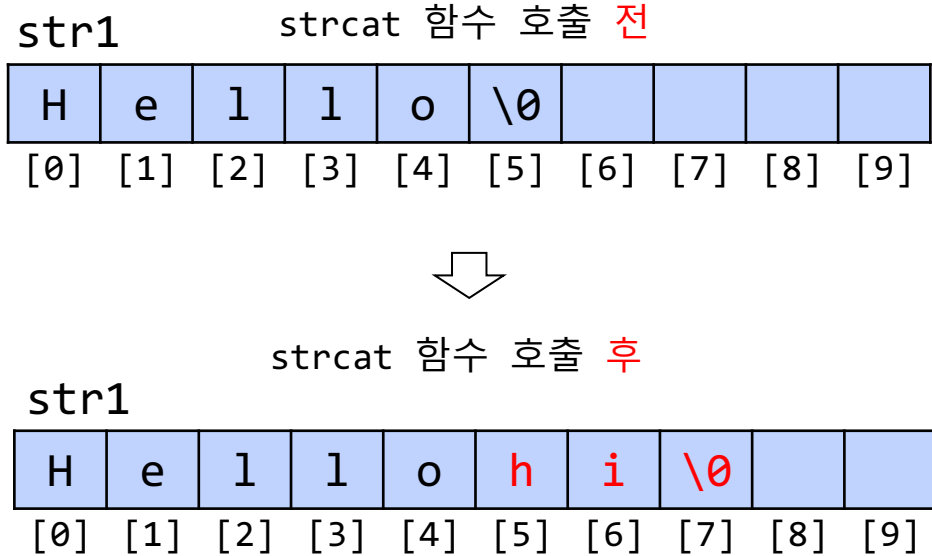 strcat 함수 호출 전
str1
H e l l o \0
[0] [1] [2] [3] [4] [5] [6] [7] [8] [9]
strcat 함수 호출 후
str1
H e l l o h i \0
[0] [1] [2] [3] [4] [5] [6] [7] [8] [9]